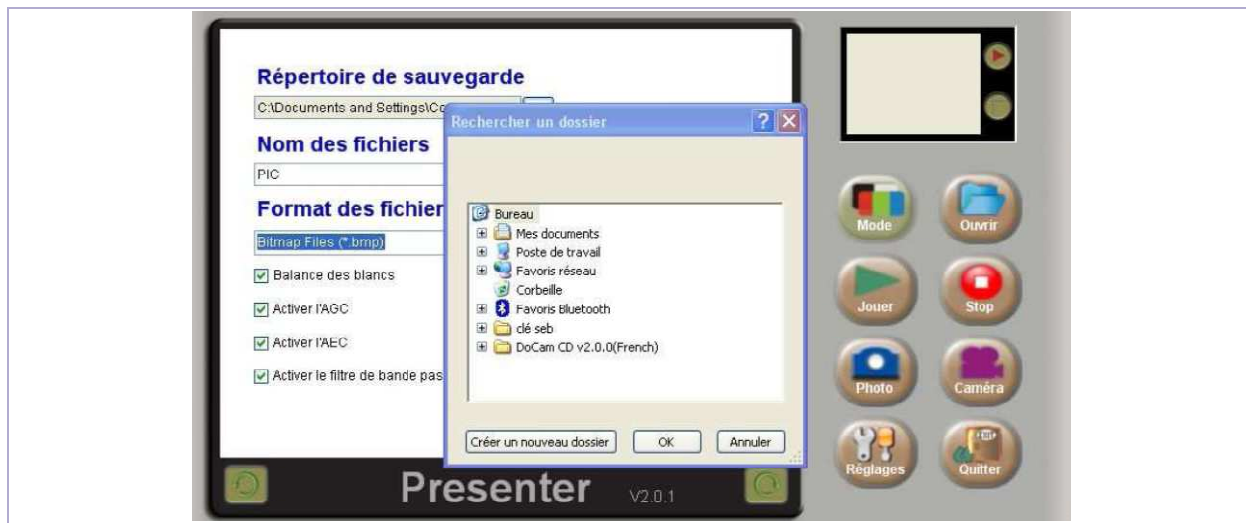 Répertoire de sauvegarde
C:\Documents and Settings\Co
Nom des fichiers
PIC
Format des fichier
Bitmap Files (*.bmp)
Balance des blancs
Activer l'AGC
Activer l'AEC
Activer le filtre de bande pas
Rechercher un dossier
Bureau
Mes documents
Poste de travail
Favoris réseau
Corbeille
Favoris Bluetooth
clé seb
DoCam CD v2.0.0(French)
Créer un nouveau dossier
OK
Annuler
Mode
Ouvrir
Jouer
Stop
Photo
Caméra
Réglages
Quitter
Presenter V2.0.1